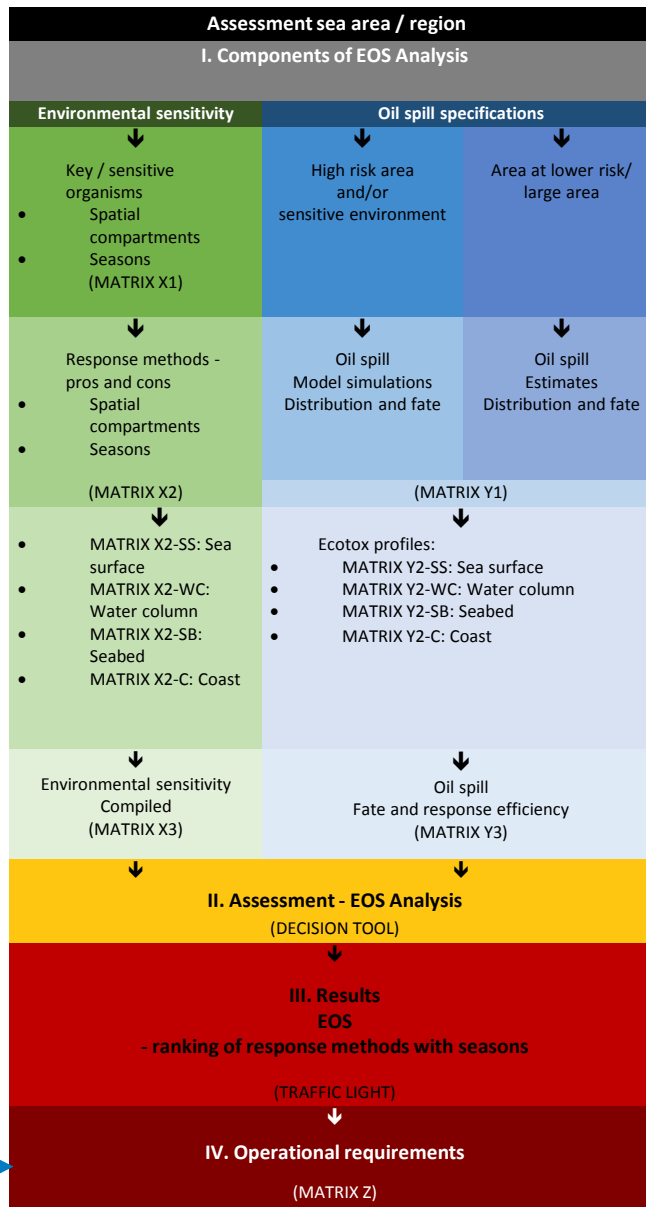 Assessment sea area / region
I. Components of EOS Analysis
Environmental sensitivity
Oil spill specifications
Key / sensitive
organisms
• Spatial
compartments
• Seasons
(MATRIX X1)
High risk area
and/or
sensitive environment
Area at lower risk/
large area
Response methods -
pros and cons
• Spatial
compartments
• Seasons
(MATRIX X2)
Oil spill
Model simulations
Distribution and fate
Oil spill
Estimates
Distribution and fate
(MATRIX Y1)
• MATRIX X2-SS: Sea
surface
• MATRIX X2-WC:
Water column
• MATRIX X2-SB:
Seabed
• MATRIX X2-C: Coast
Ecotox profiles:
• MATRIX Y2-SS: Sea surface
• MATRIX Y2-WC: Water column
• MATRIX Y2-SB: Seabed
• MATRIX Y2-C: Coast
Environmental sensitivity
Compiled
(MATRIX X3)
Oil spill
Fate and response efficiency
(MATRIX Y3)
II. Assessment - EOS Analysis
(DECISION TOOL)
III. Results
EOS
- ranking of response methods with seasons
(TRAFFIC LIGHT)
IV. Operational requirements
(MATRIX Z)